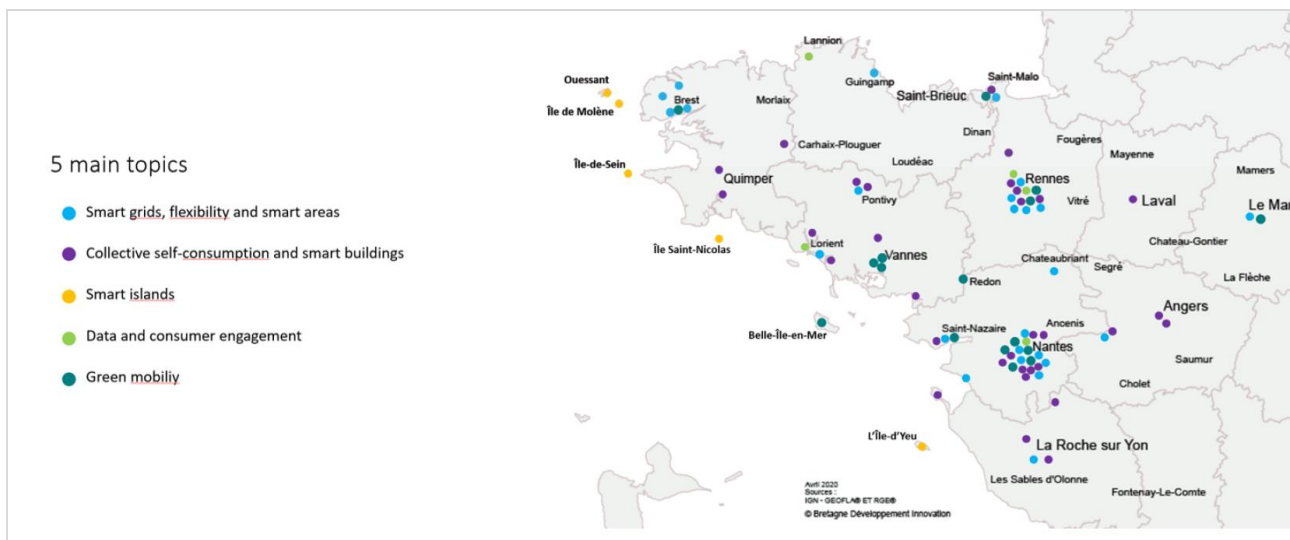 5 main topics
Smart grids, flexibility and smart areas
Collective self-consumption and smart buildings
Smart islands
Data and consumer engagement
Green mobiliy
Lannion
Ouessant
Guingamp
Saint-Malo
Brest
Morlaix
Saint-Brieuc
Île de Molène
Dinan
Fougères
Carhaix-Plouguer
Mayenne
Loudéac
Île-de-Sein
Mamers
Quimper
Rennes
Pontivy
Vitré
Laval
Le Mar
Île Saint-Nicolas
Lorient
Chateau-Gontier
Vannes
Chateaubriant
Segré
La Flèche
Redon
Angers
Belle-Île-en-Mer
Saint-Nazaire
Ancenis
Nantes
Saumur
Cholet
L'Île-d'Yeu
La Roche sur Yon
Les Sables d'Olonne
Fontenay-Le-Comte
Avril 2020
Sources :
IGN - GEOFLA® ET RGE®
© Bretagne Développement Innovation